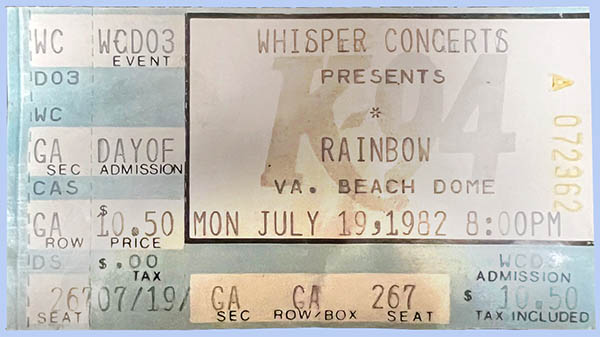 WC WCD03
EVENT
D03
WC
GA DAYOF
SEC ADMISSION
CAS
GA $10.50
ROW PRICE
DS $.00
TAX
267 07/19/
SEAT
WHISPER CONCERTS
PRESENTS
K94
*
RAINBOW
VA. BEACH DOME
MON JULY 19,1982 8:00PM
A 072362
GA GA 267
SEC ROW/BOX SEAT
WCD3
ADMISSION
$ 10.50
TAX INCLUDED